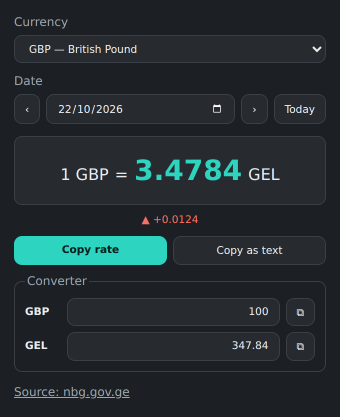 Currency
GBP — British Pound
Date
‹ 22/10/2026 › Today
1 GBP = 3.4784 GEL
▲ +0.0124
Copy rate Copy as text
Converter
GBP 100
GEL 347.84
Source: nbg.gov.ge